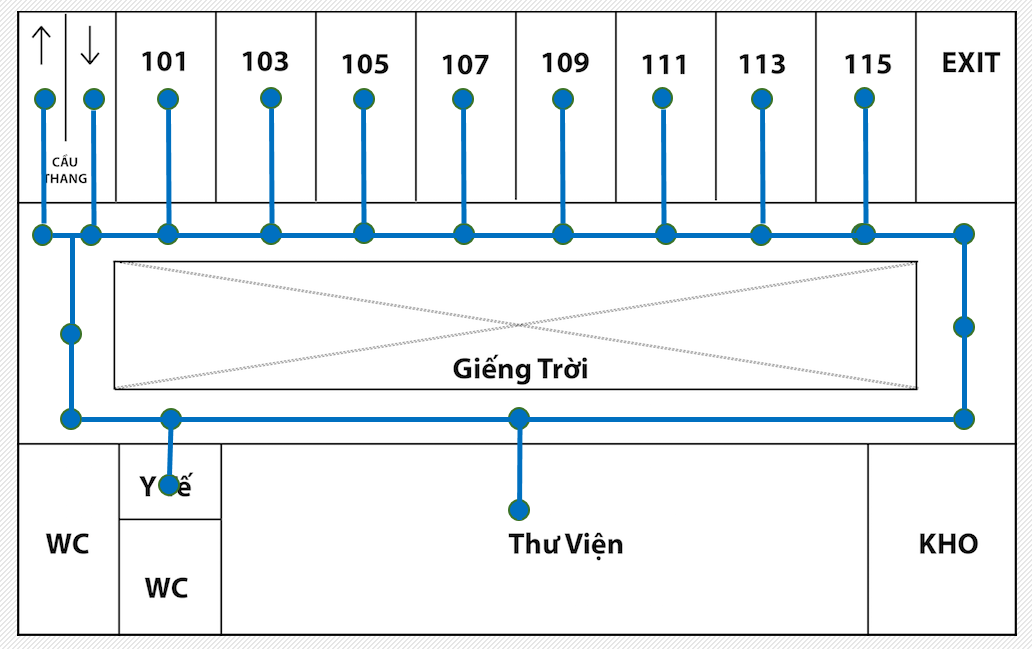 101
103
105
107
109
111
113
115
EXIT
CẦU
THANG
Giếng Trời
Y ế
WC
WC
Thư Viện
KHO